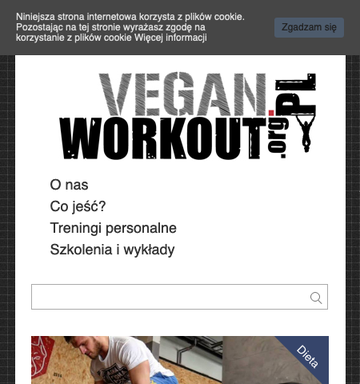 Niniejsza strona internetowa korzysta z plików cookie.
Pozostając na tej stronie wyrażasz zgodę na
korzystanie z plików cookie Więcej informacji
Zgadzam się
VEGAN
WORKOUT.org.PL
O nas
Co jeść?
Treningi personalne
Szkolenia i wykłady
Dieta